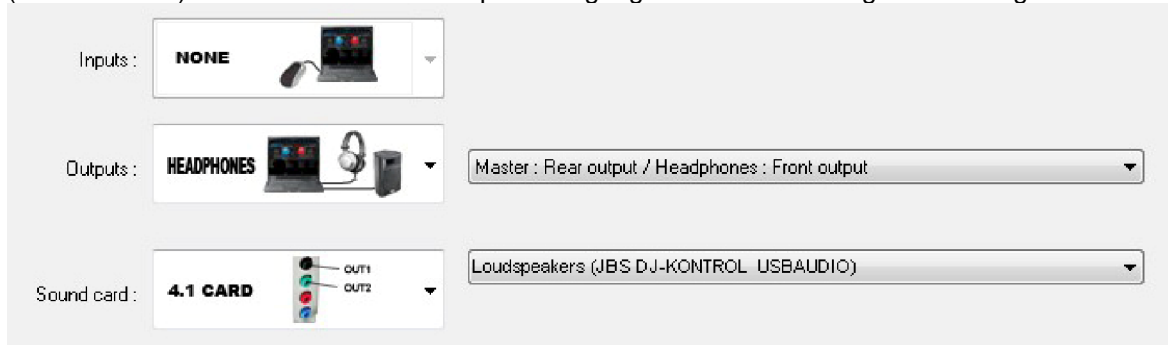 Inputs :
NONE
Outputs :
HEADPHONES
Master : Rear output / Headphones : Front output
Sound card :
4.1 CARD
OUT1
OUT2
Loudspeakers (JBS DJ-KONTROL USBAUDIO)